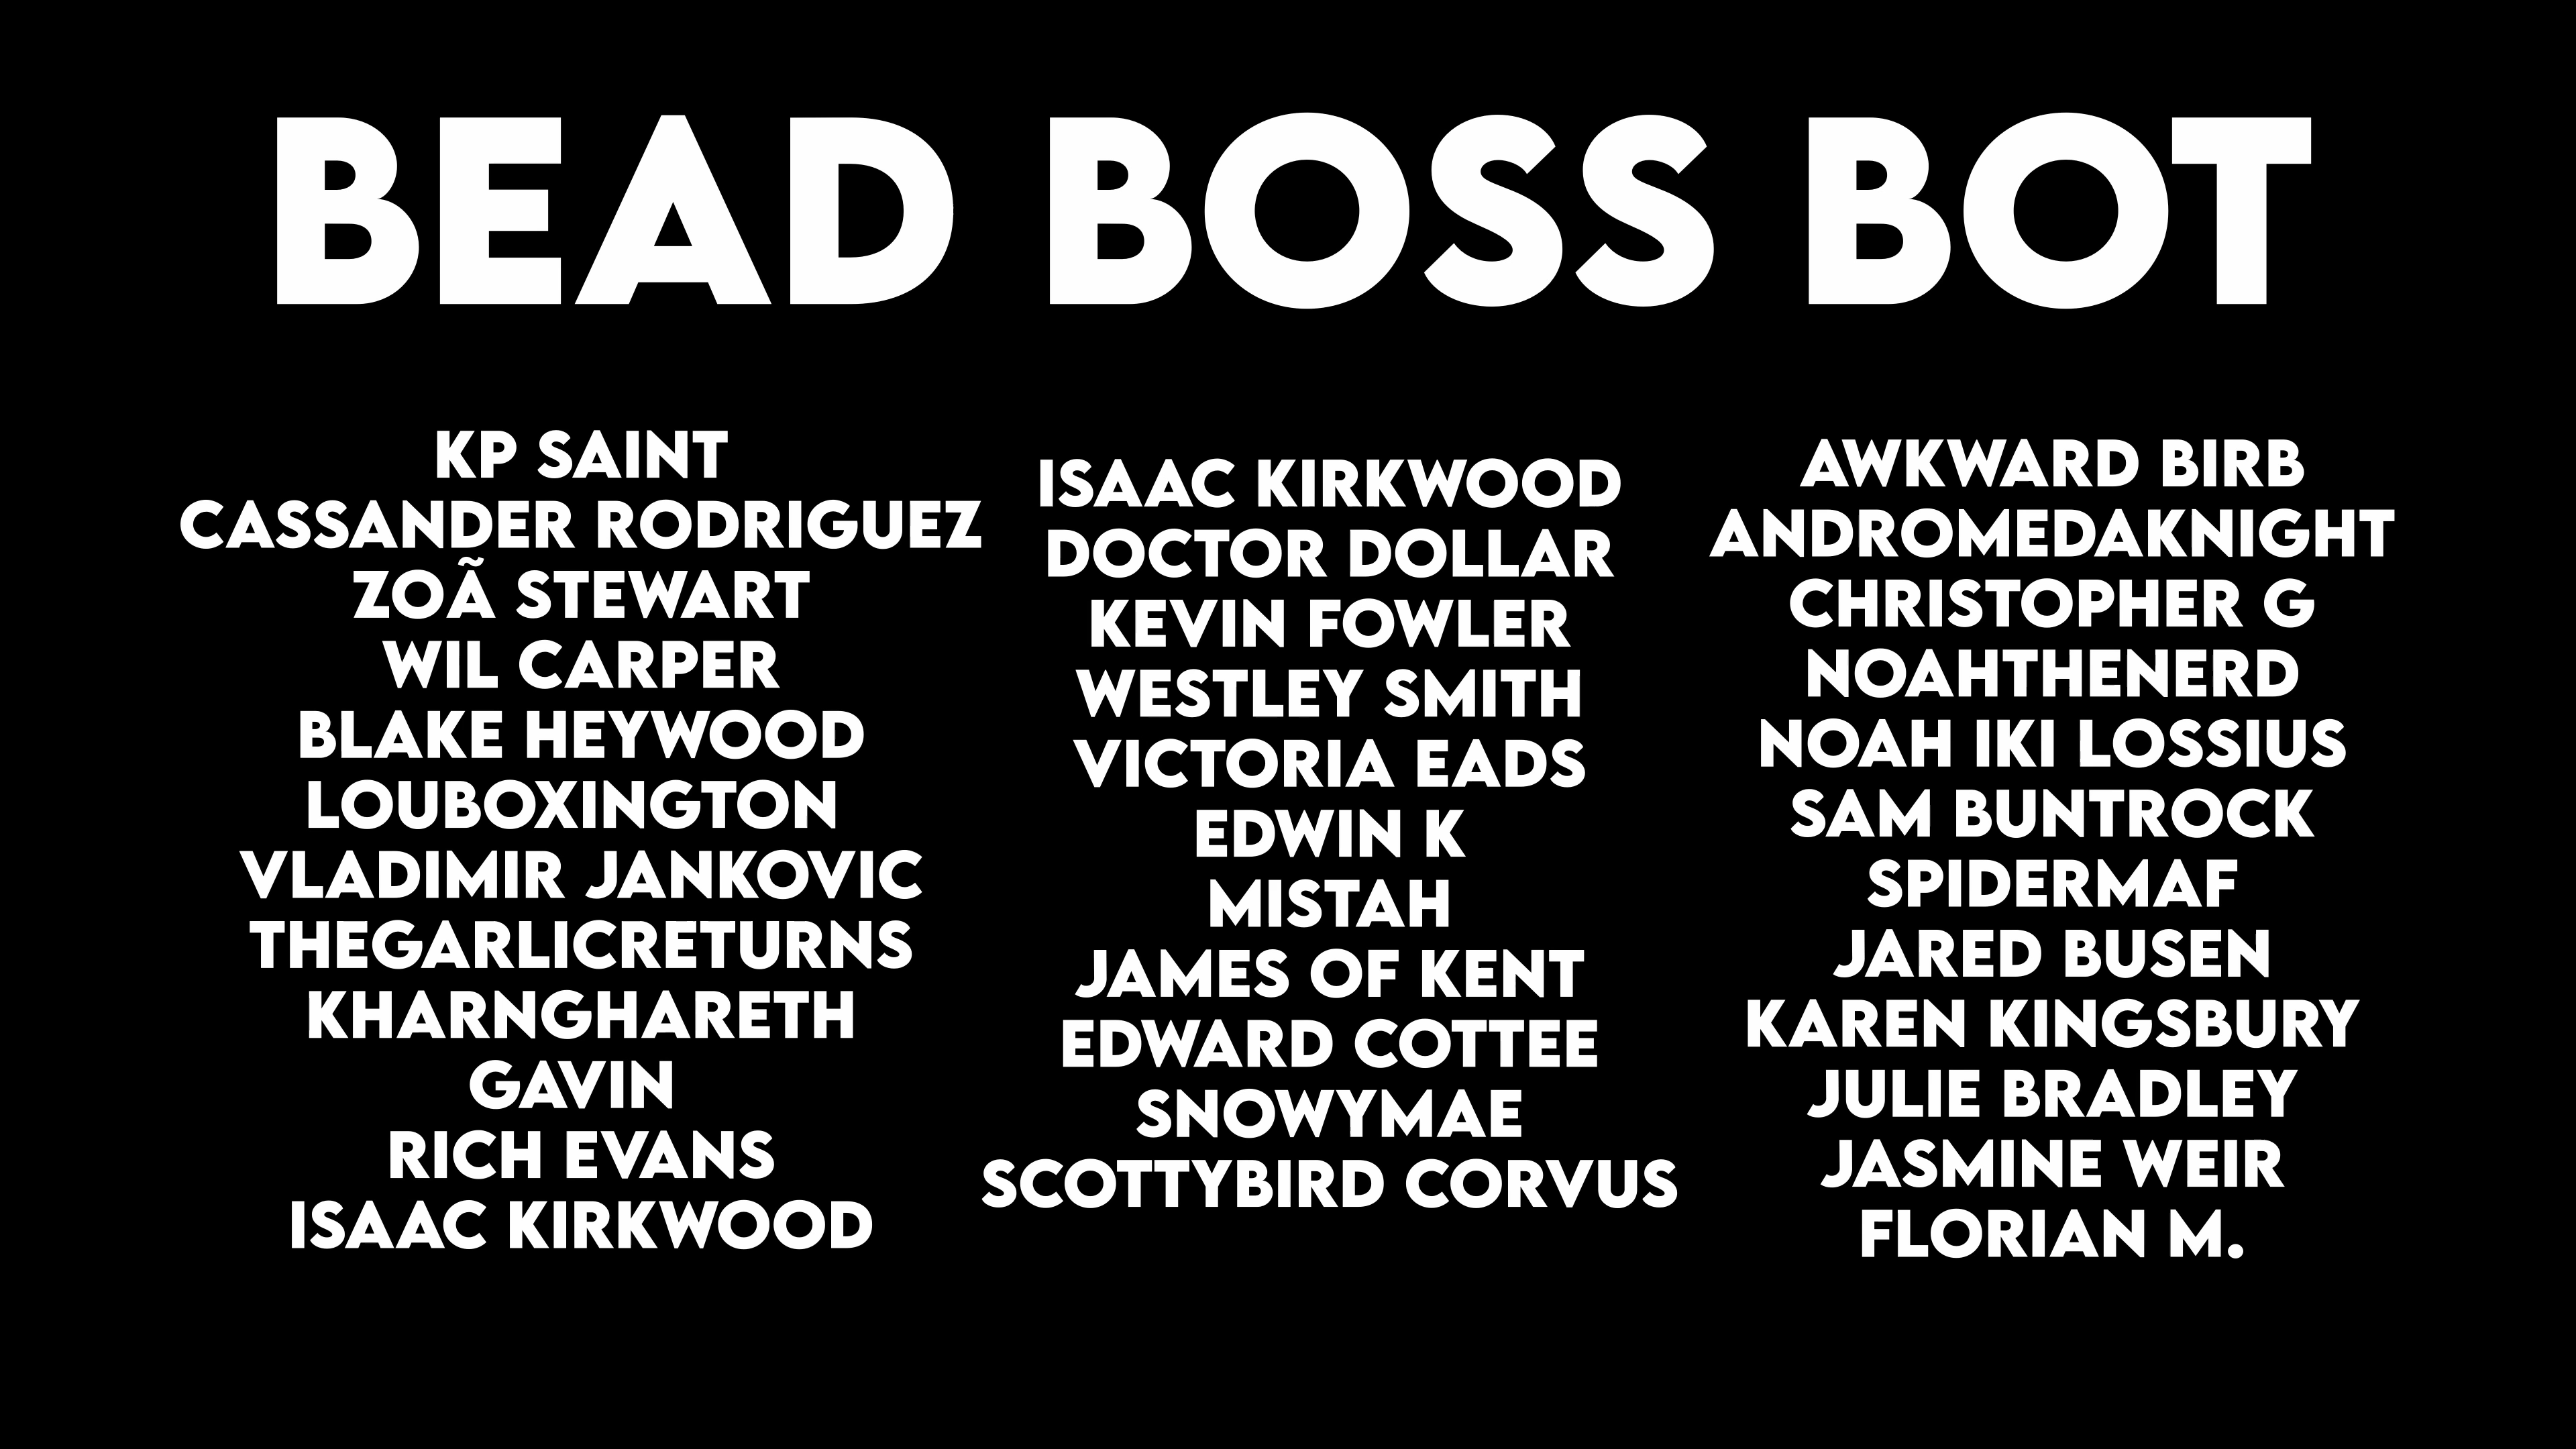 BEAD BOSS BOT
KP SAINT
CASSANDER RODRIGUEZ
ZOÃ STEWART
WIL CARPER
BLAKE HEYWOOD
LOUBOXINGTON
VLADIMIR JANKOVIC
THEGARLICRETURNS
KHARNGHARETH
GAVIN
RICH EVANS
ISAAC KIRKWOOD
ISAAC KIRKWOOD
DOCTOR DOLLAR
KEVIN FOWLER
WESTLEY SMITH
VICTORIA EADS
EDWIN K
MISTAH
JAMES OF KENT
EDWARD COTTEE
SNOWYMAE
SCOTTYBIRD CORVUS
AWKWARD BIRB
ANDROMEDAKNIGHT
CHRISTOPHER G
NOAHTHENERD
NOAH IKI LOSSIUS
SAM BUNTROCK
SPIDERMAF
JARED BUSEN
KAREN KINGSBURY
JULIE BRADLEY
JASMINE WEIR
FLORIAN M.